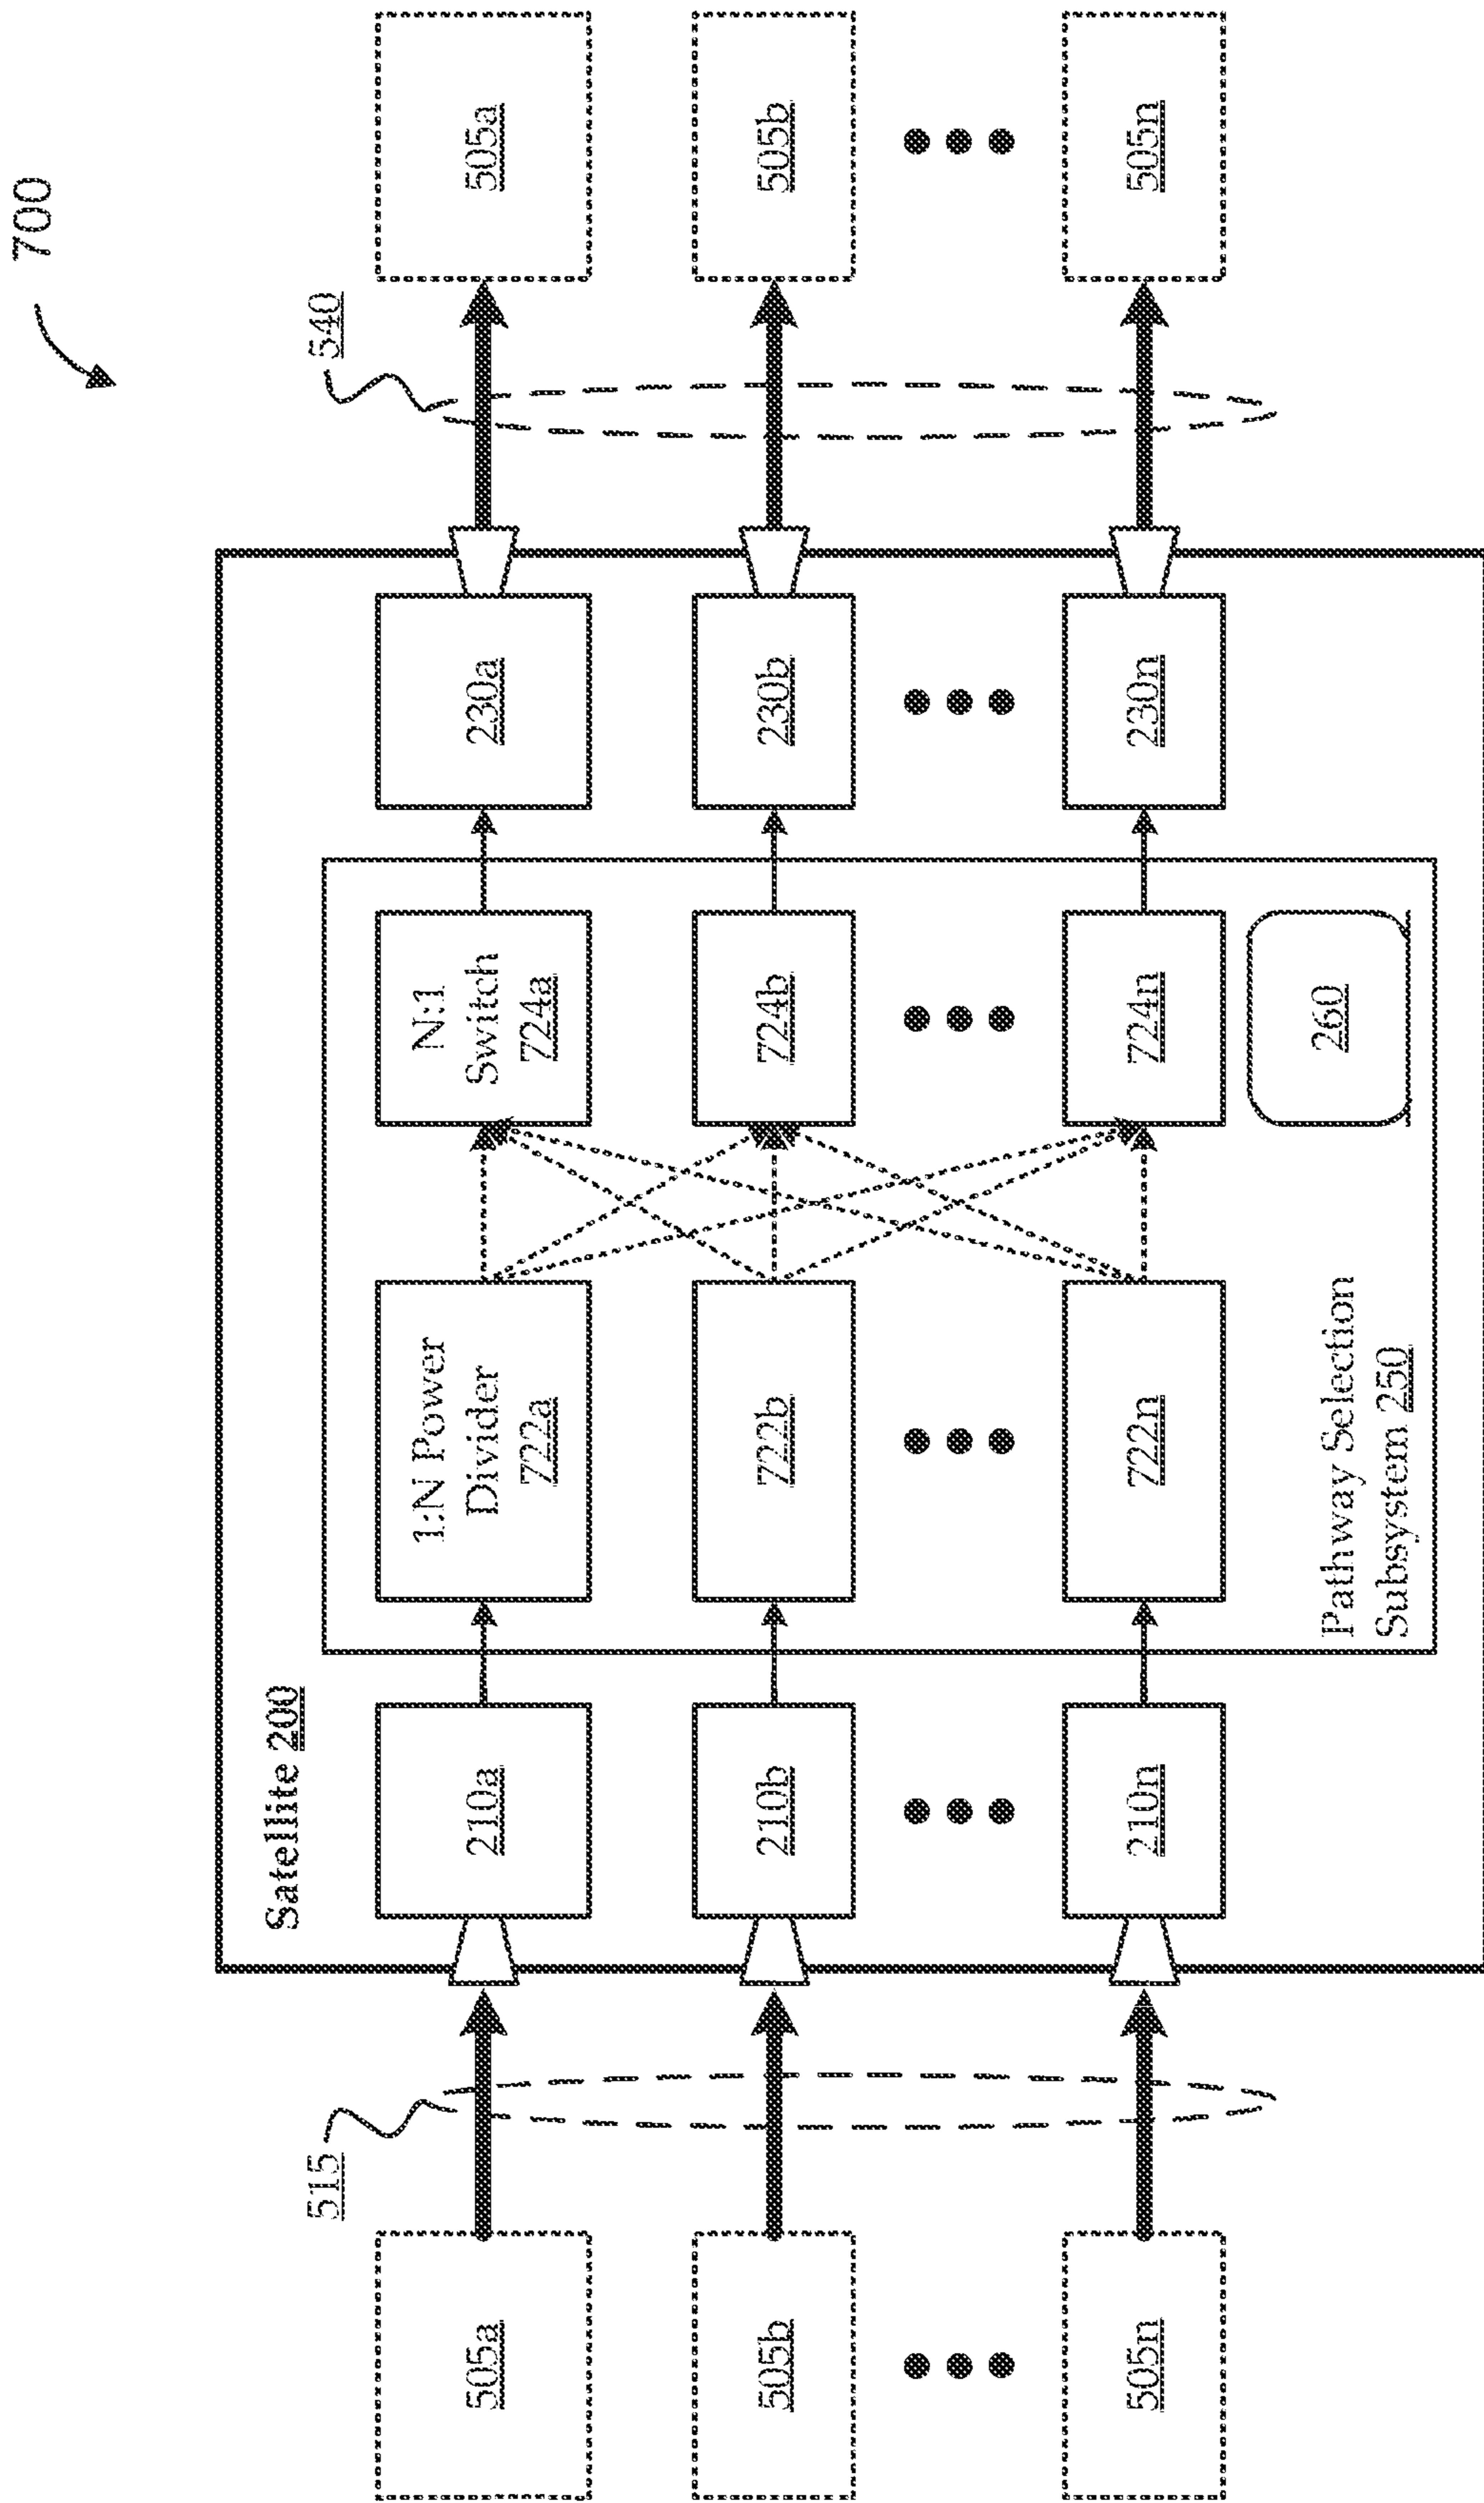 700
515
540
Satellite 200
505a
210a
1:N Power
Divider
722a
N:1
Switch
724a
230a
505a
505b
210b
722b
724b
230b
505b
505n
210n
722n
724n
230n
505n
Pathway Selection
Subsystem 250
260